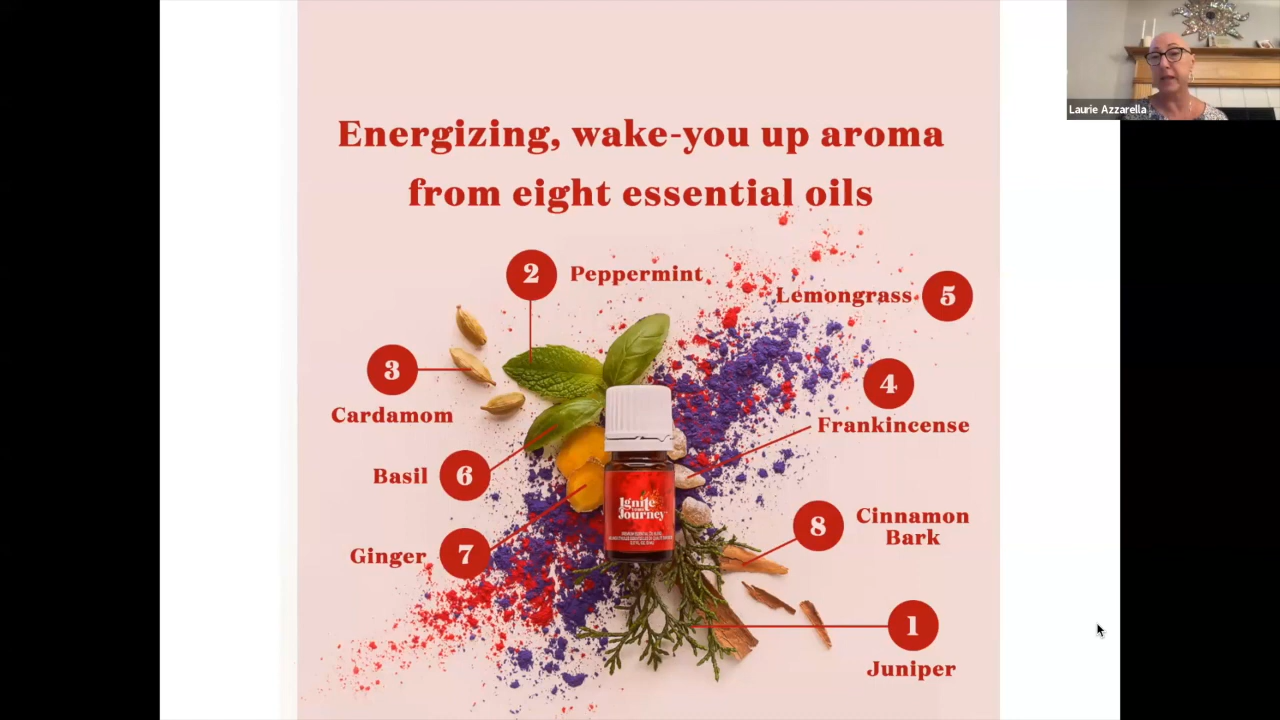 Laurie Azzarella
Energizing, wake-you up aroma
from eight essential oils
2 Peppermint
Lemongrass 5
3
Cardamom
4
Frankincense
Basil 6
Ignite
Journey
8 Cinnamon
Bark
Ginger 7
1
Juniper